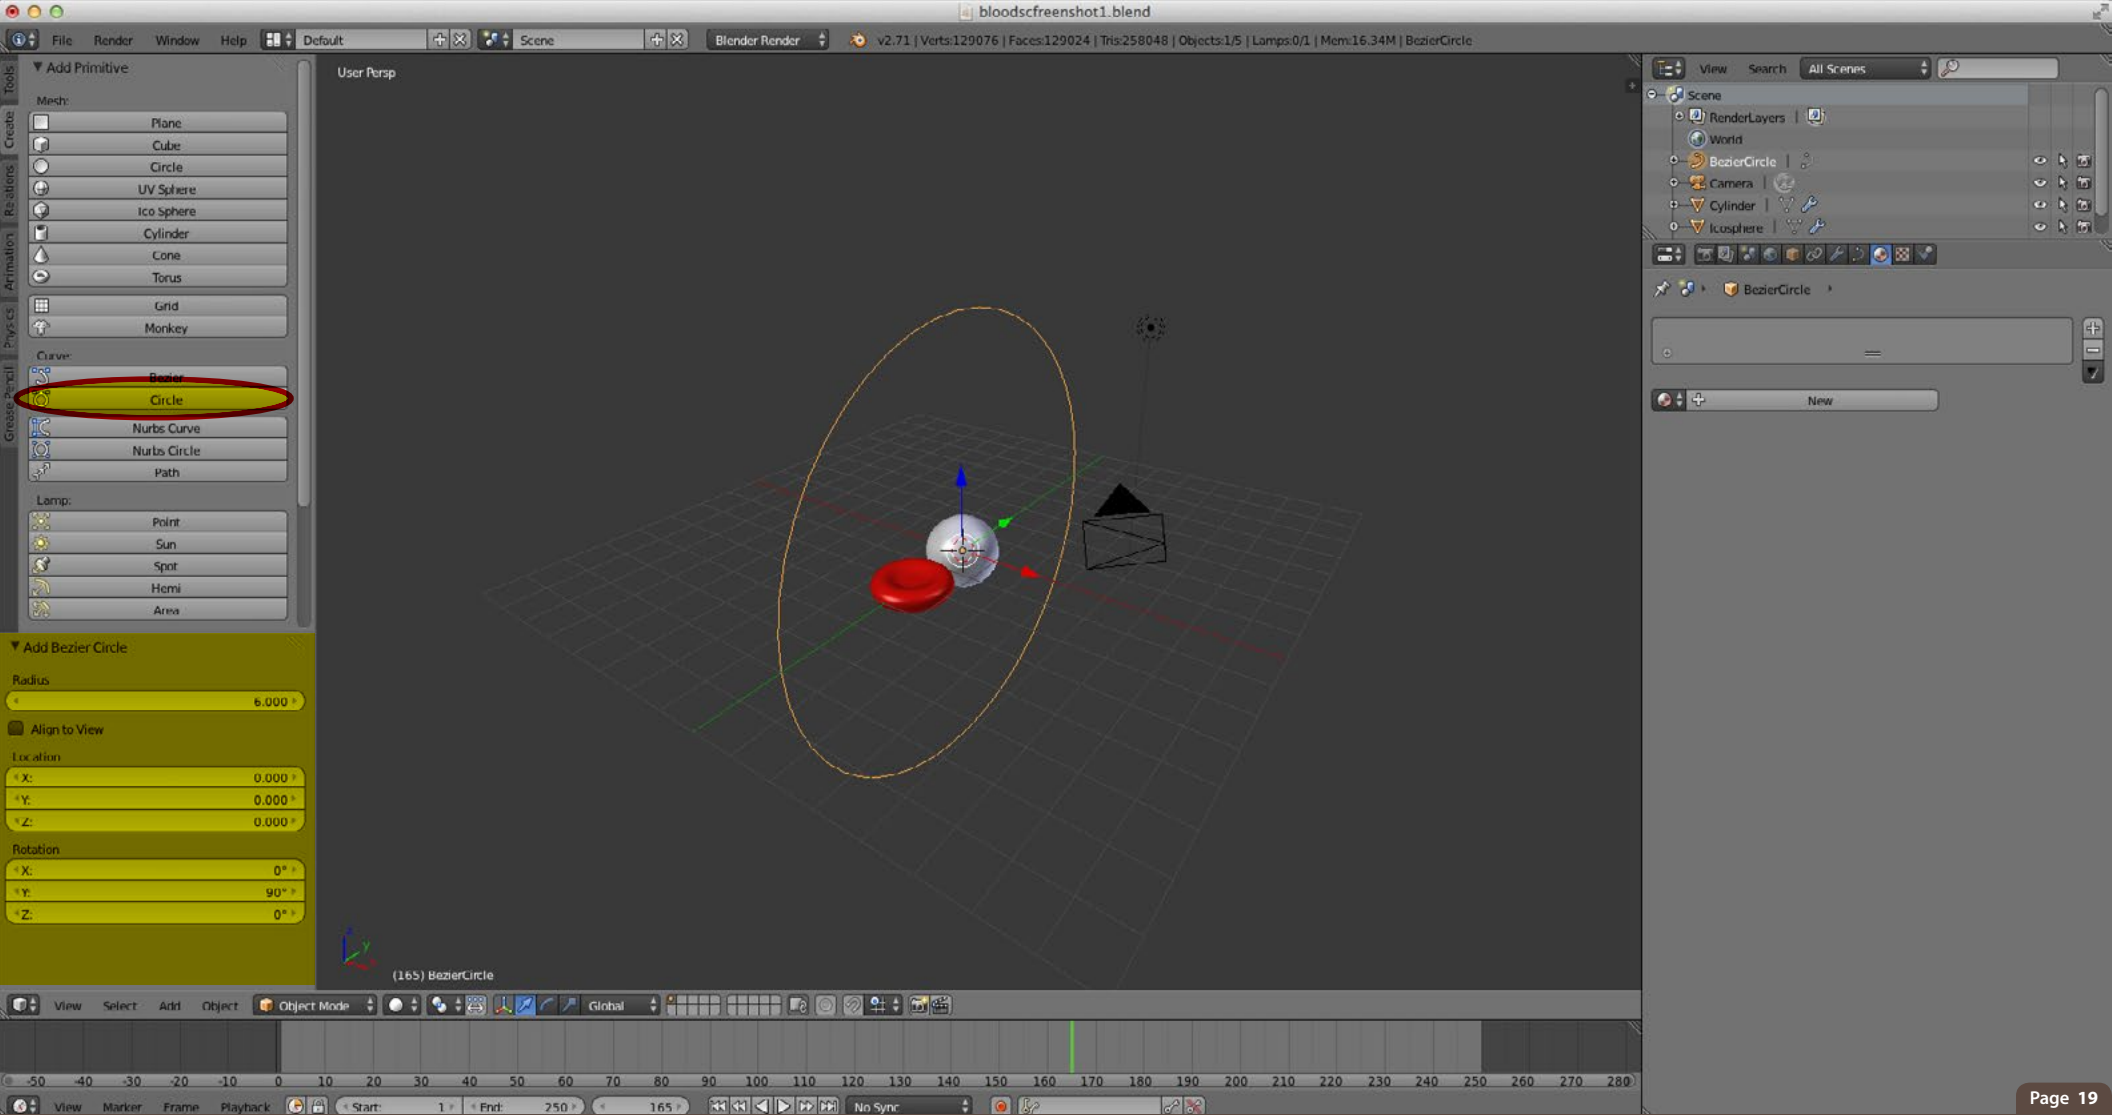 bloodscfreenshot1.blend
File Render Window Help Default Scene Blender Render v2.71 | Verts:129076 | Faces:129024 | Tris:258048 | Objects:1/5 | Lamps:0/1 | Mem:16.34M | BezierCircle
Tools
Create
Relations
Animation
Physics
Grease Pencil
Add Primitive
Mesh:
Plane
Cube
Circle
UV Sphere
Ico Sphere
Cylinder
Cone
Torus
Grid
Monkey
Curve:
Bezier
Circle
Nurbs Curve
Nurbs Circle
Path
Lamp:
Point
Sun
Spot
Hemi
Area
Add Bezier Circle
Radius
6.000
Align to View
Location
X: 0.000
Y: 0.000
Z: 0.000
Rotation
X: 0°
Y: 90°
Z: 0°
User Persp
z
y
x
(165) BezierCircle
View Search All Scenes
Scene
RenderLayers |
World
BezierCircle |
Camera |
Cylinder |
Icosphere |
BezierCircle
New
View Select Add Object Object Mode Global
-50 -40 -30 -20 -10 0 10 20 30 40 50 60 70 80 90 100 110 120 130 140 150 160 170 180 190 200 210 220 230 240 250 260 270 280
View Marker Frame Playback Start: 1 End: 250 165 No Sync
Page 19